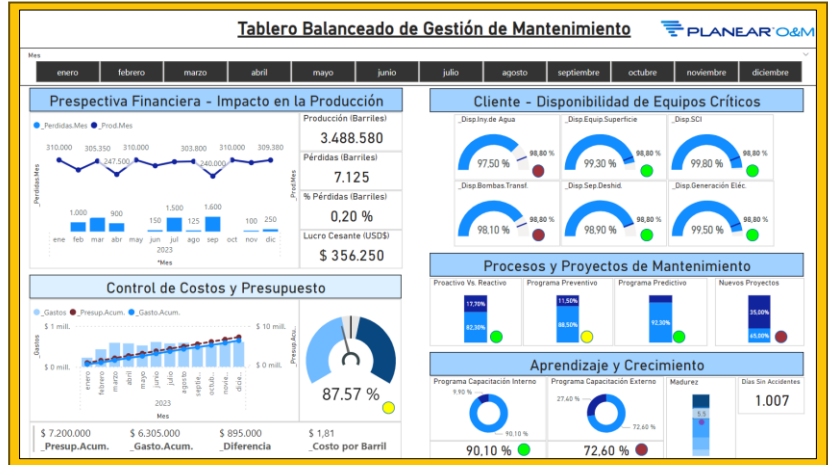 Tablero Balanceado de Gestión de Mantenimiento
PLANEAR O&M
Mes
enero febrero marzo abril mayo junio julio agosto septiembre octubre noviembre diciembre
Prespectiva Financiera - Impacto en la Producción
_Perdidas.Mes _Prod.Mes
310.000 305.350 310.000 303.800 310.000 309.380
247.500 240.000
_Perdidas.Mes
_Prod.Mes
1.000 900 150 1.500 125 1.600 100 250
ene feb mar abr may jun jul ago sep oct nov dic
2023
*Mes
Producción (Barriles)
3.488.580
Pérdidas (Barriles)
7.125
% Pérdidas (Barriles)
0,20 %
Lucro Cesante (USD$)
$ 356.250
Control de Costos y Presupuesto
_Gastos _Presup.Acum. _Gasto.Acum.
$ 1 mill.
$ 0 mill.
_Gastos
$ 10 mill.
$ 0 mill.
_Presup.Acu...
enero febrero marzo abril mayo junio julio agosto septie... octub... novie... dicie...
2023
Mes
87.57 %
$ 7.200.000 $ 6.305.000 $ 895.000 $ 1,81
_Presup.Acum. _Gasto.Acum. _Diferencia _Costo por Barril
Cliente - Disponibilidad de Equipos Críticos
_Disp.Iny.de Agua _Disp.Equip.Superficie _Disp.SCI
98,80 % 98,80 % 98,80 %
97.50 % 99,30 % 99.80 %
_Disp.Bombas.Transf. _Disp.Sep.Deshid. _Disp.Generación Eléc.
98,80 % 98,80 % 98,80 %
98.10 % 98,90 % 99,50 %
Procesos y Proyectos de Mantenimiento
Proactivo Vs. Reactivo Programa Preventivo Programa Predictivo Nuevos Proyectos
17,70% 11,50% 35,00%
82,30% 88,50% 92,30% 65,00%
Aprendizaje y Crecimiento
Programa Capacitación Interno Programa Capacitación Externo Madurez Días Sin Accidentes
9,90 % 90,10 %
27,60 % 72,60 %
5.5
1.007
90,10 % 72,60 %